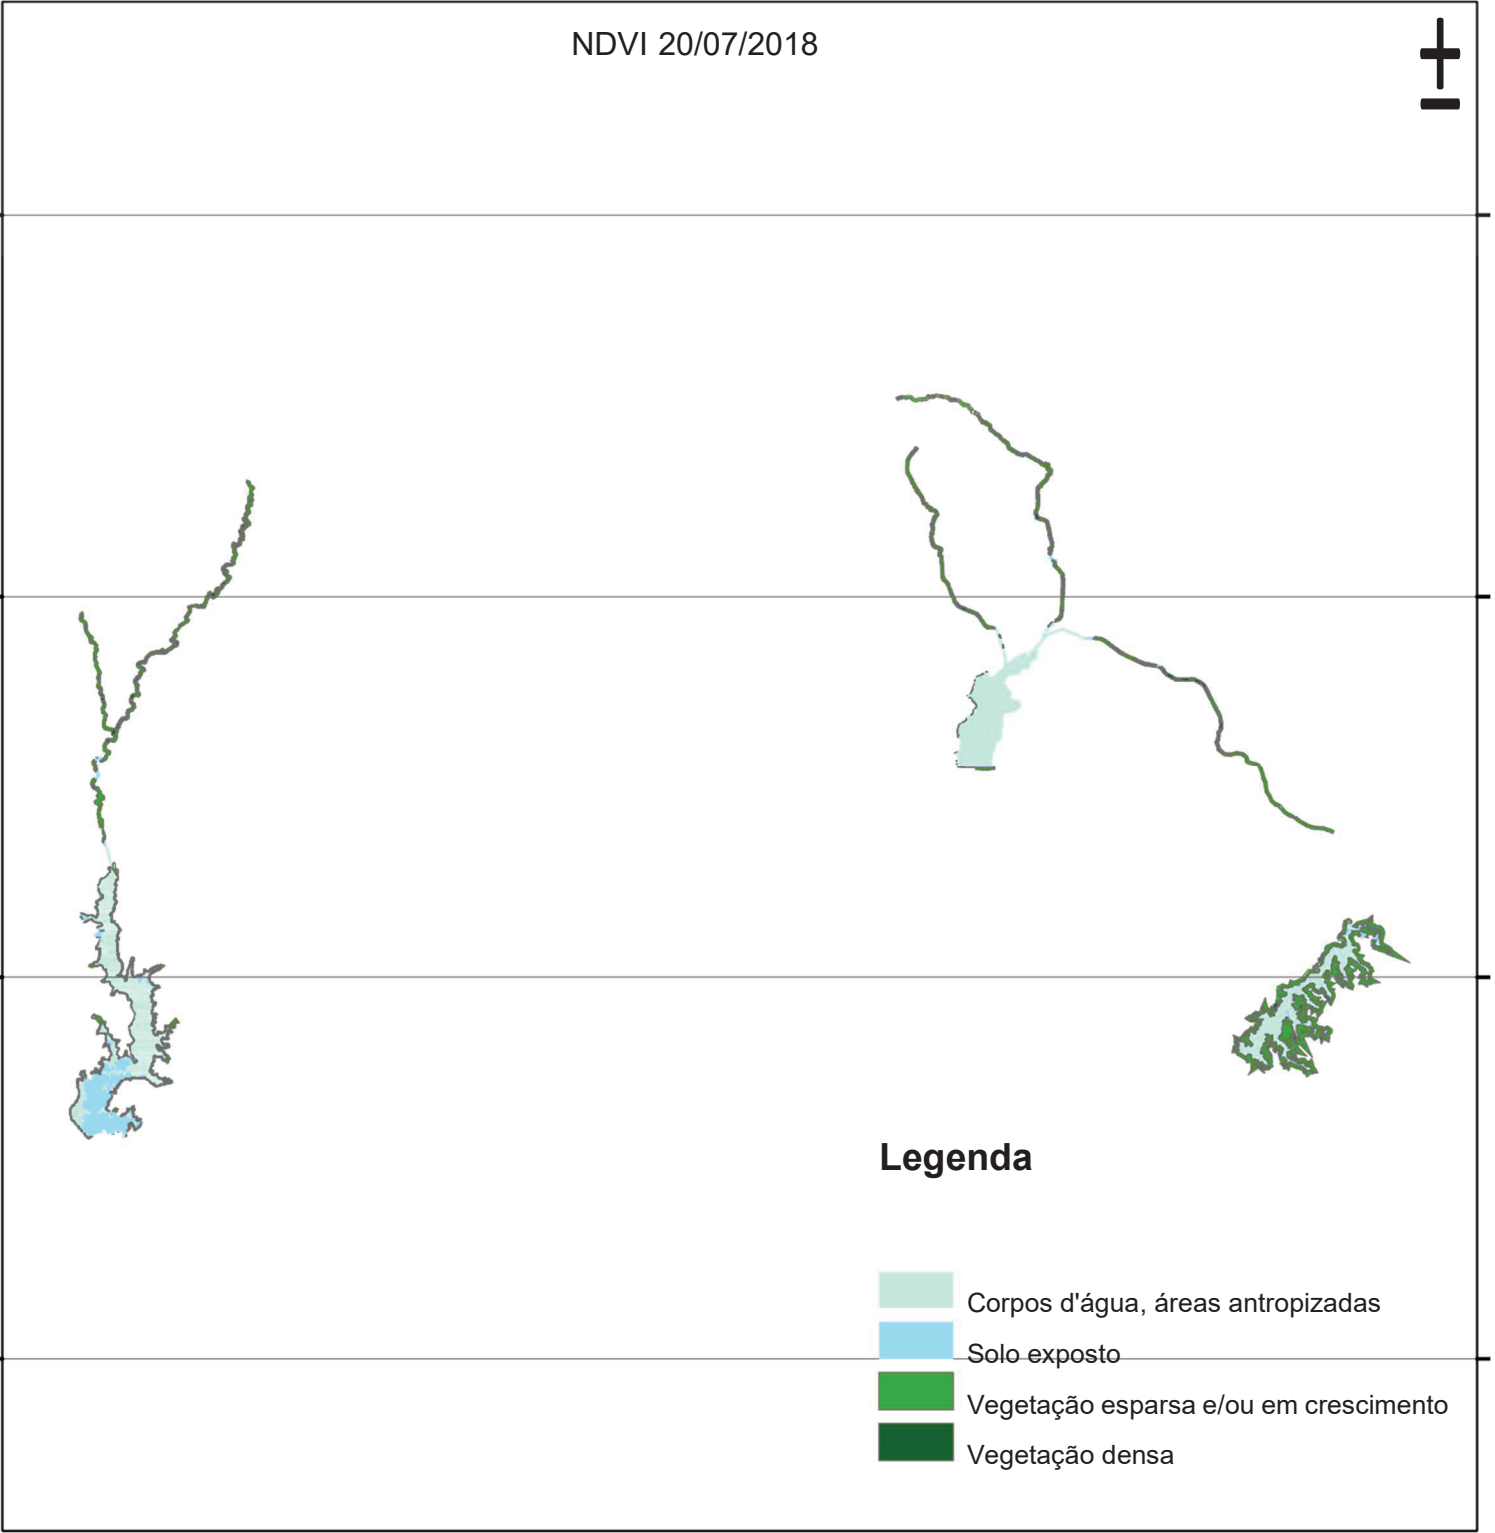 NDVI 20/07/2018
Legenda
Corpos d'água, áreas antropizadas
Solo exposto
Vegetação esparsa e/ou em crescimento
Vegetação densa